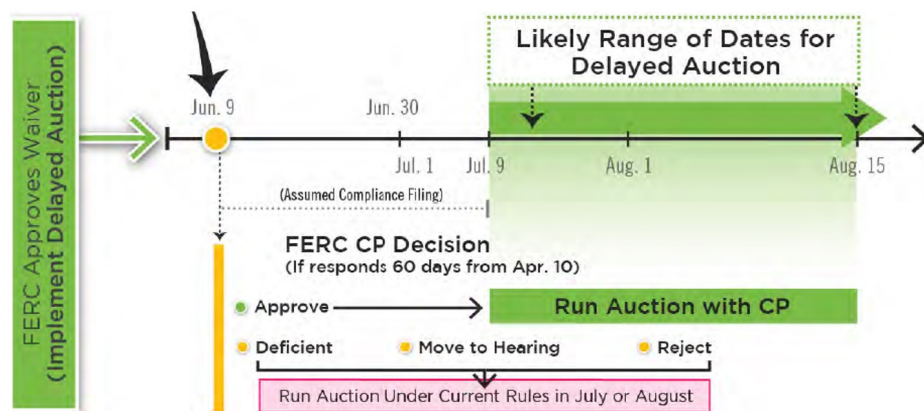 FERC Approves Waiver
(Implement Delayed Auction)
Likely Range of Dates for
Delayed Auction
Jun. 9
Jun. 30
Jul. 1
Jul. 9
Aug. 1
Aug. 15
(Assumed Compliance Filing)
FERC CP Decision
(If responds 60 days from Apr. 10)
Approve
Run Auction with CP
Deficient
Move to Hearing
Reject
Run Auction Under Current Rules in July or August